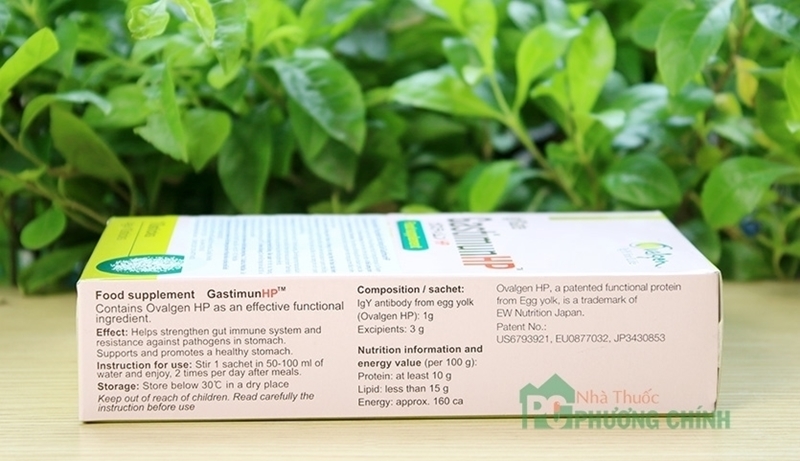 Food supplement GastimunHP™
Contains Ovalgen HP as an effective functional
ingredient.
Effect: Helps strengthen gut immune system and
resistance against pathogens in stomach.
Supports and promotes a healthy stomach.
Instruction for use: Stir 1 sachet in 50-100 ml of
water and enjoy, 2 times per day after meals.
Storage: Store below 30℃ in a dry place
Keep out of reach of children. Read carefully the
instruction before use
Composition / sachet:
IgY antibody from egg yolk
(Ovalgen HP): 1g
Excipients: 3 g
Nutrition information and
energy value (per 100 g):
Protein: at least 10 g
Lipid: less than 15 g
Energy: approx. 160 ca
Ovalgen HP, a patented functional protein
from Egg yolk, is a trademark of
EW Nutrition Japan.
Patent No.:
US6793921, EU0877032, JP3430853
GastimunHP
Nhà Thuốc
PHƯƠNG CHÍNH